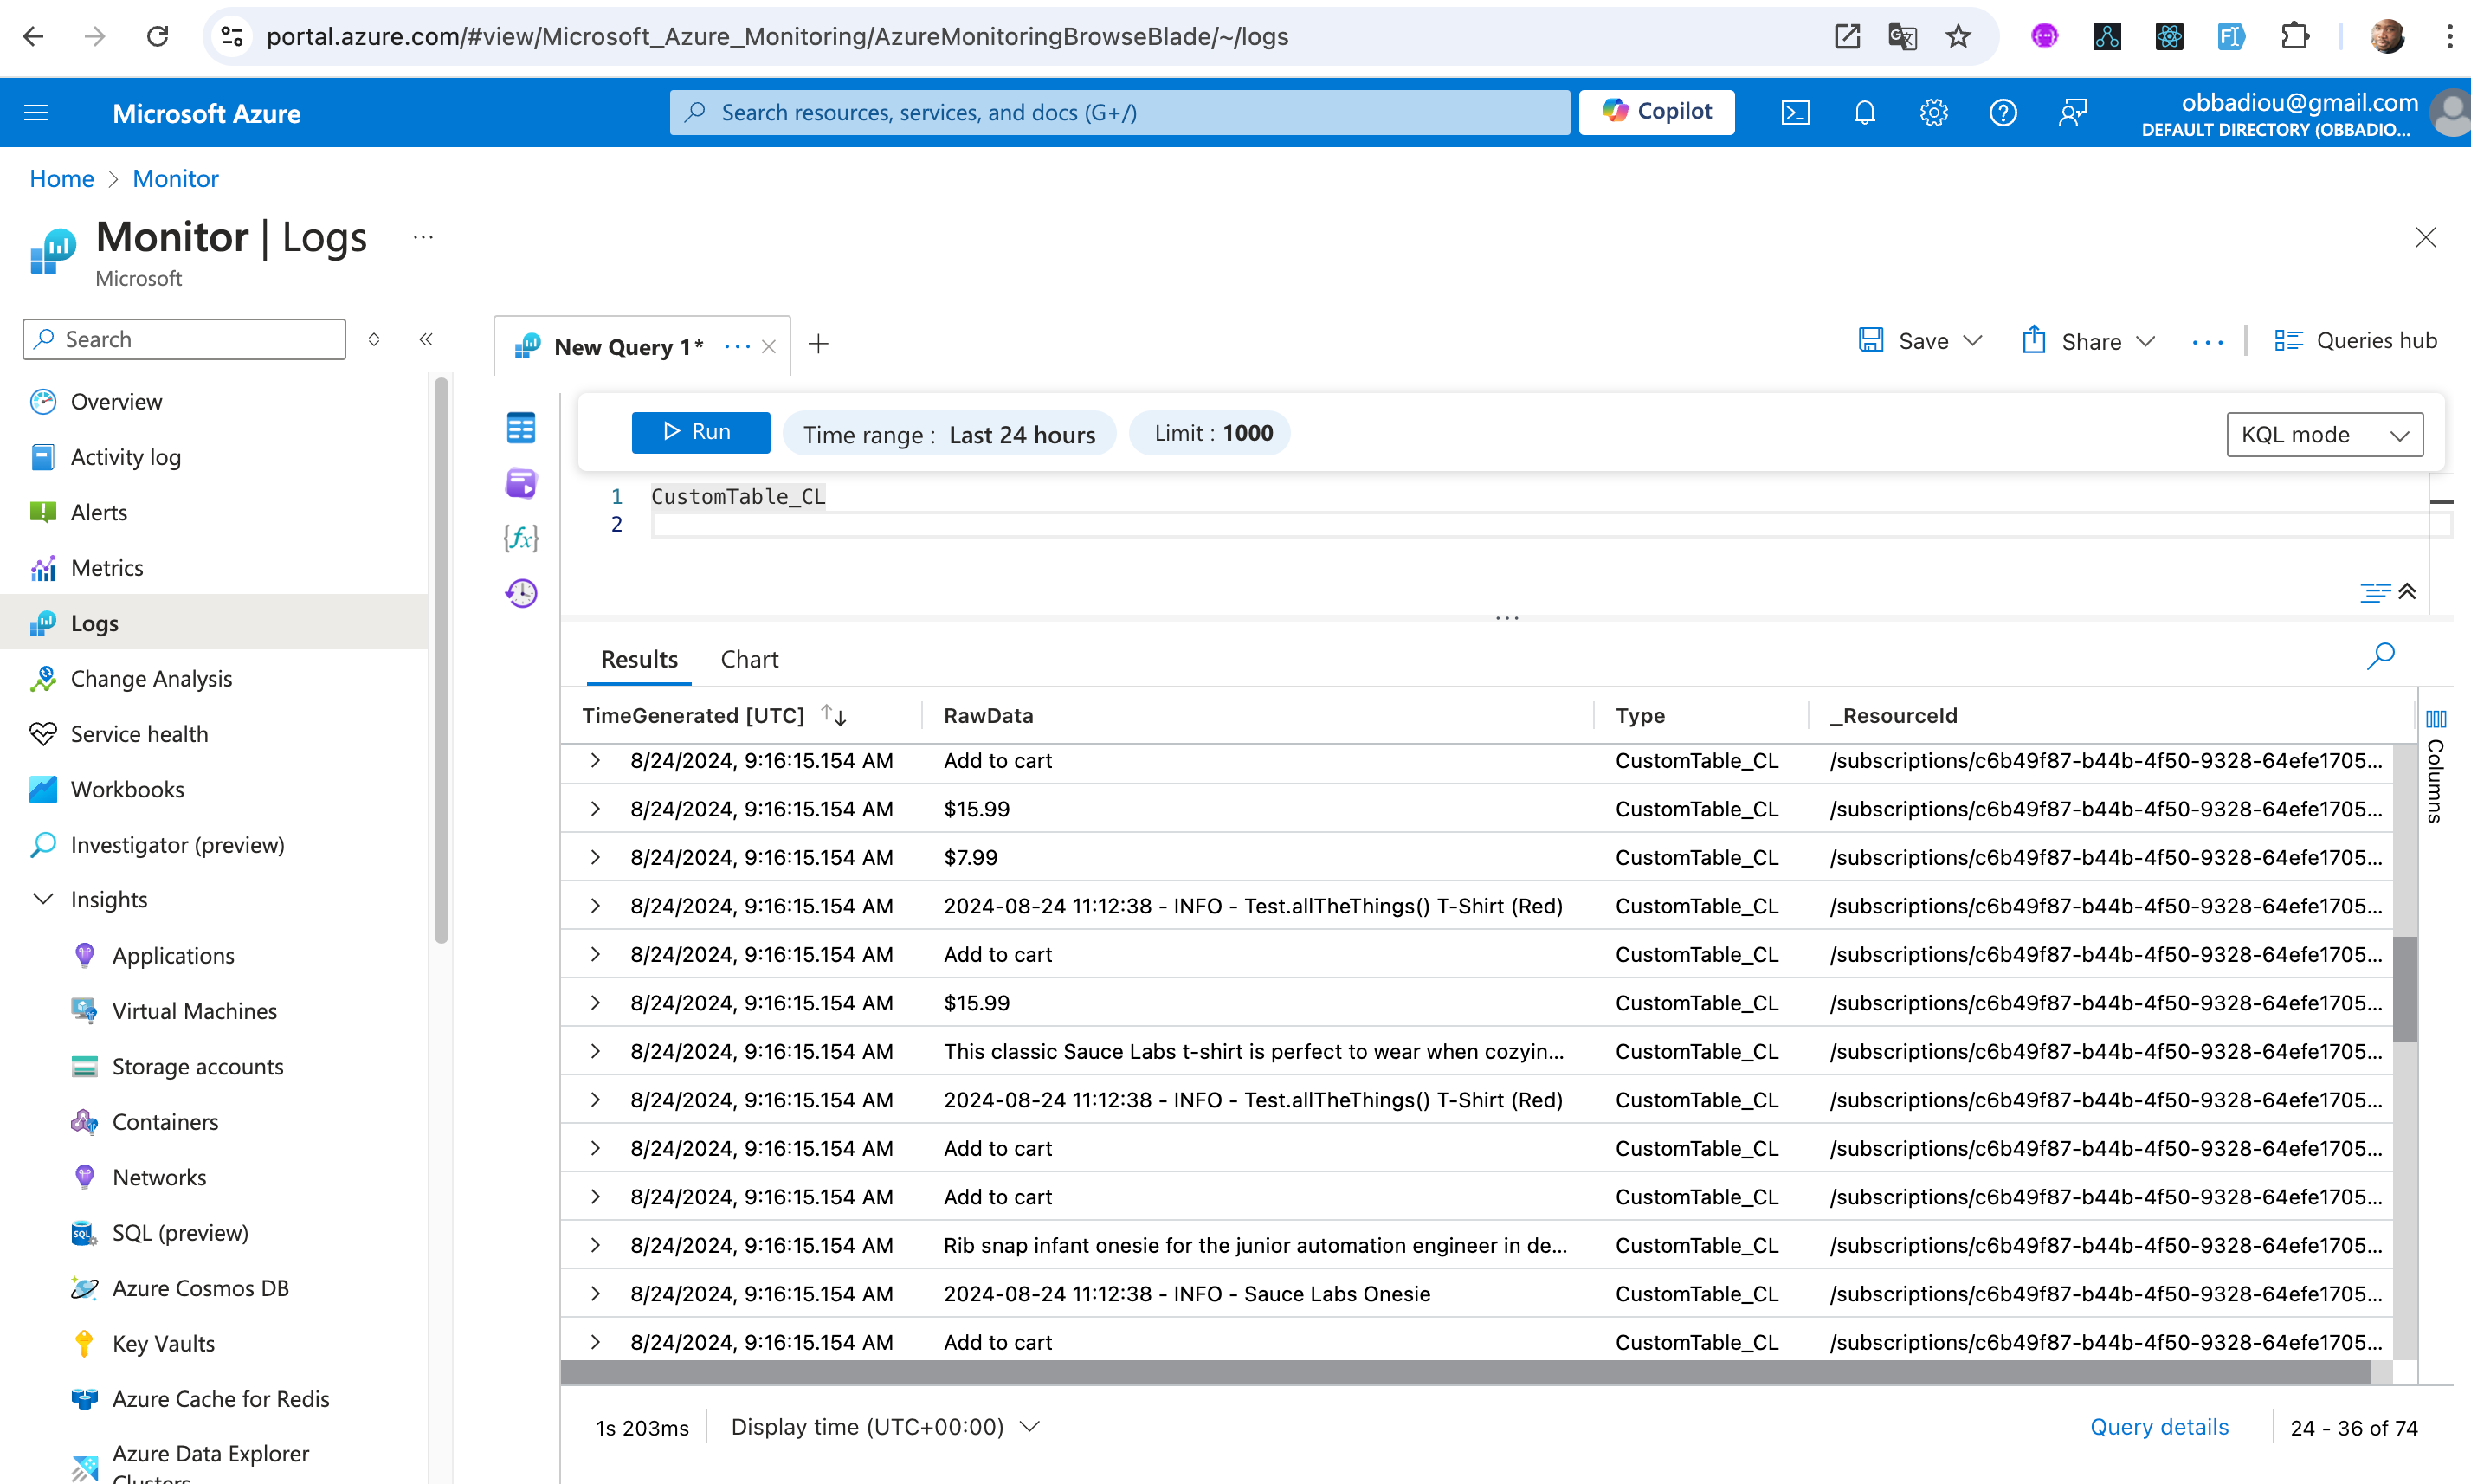 portal.azure.com/#view/Microsoft_Azure_Monitoring/AzureMonitoringBrowseBlade/~/logs
Microsoft Azure
Search resources, services, and docs (G+/)
Copilot
obbadiou@gmail.com
DEFAULT DIRECTORY (OBBADIO...
Home > Monitor
Monitor | Logs ...
Microsoft
Search
New Query 1* ...
Save
Share
...
Queries hub
Overview
Activity log
Alerts
Metrics
Logs
Change Analysis
Service health
Workbooks
Investigator (preview)
Insights
Applications
Virtual Machines
Storage accounts
Containers
Networks
SQL (preview)
Azure Cosmos DB
Key Vaults
Azure Cache for Redis
Azure Data Explorer
Clusters
Run
Time range : Last 24 hours
Limit : 1000
KQL mode
1 CustomTable_CL
2
...
Results Chart
TimeGenerated [UTC] RawData Type _ResourceId
8/24/2024, 9:16:15.154 AM Add to cart CustomTable_CL /subscriptions/c6b49f87-b44b-4f50-9328-64efe1705...
8/24/2024, 9:16:15.154 AM $15.99 CustomTable_CL /subscriptions/c6b49f87-b44b-4f50-9328-64efe1705...
8/24/2024, 9:16:15.154 AM $7.99 CustomTable_CL /subscriptions/c6b49f87-b44b-4f50-9328-64efe1705...
8/24/2024, 9:16:15.154 AM 2024-08-24 11:12:38 - INFO - Test.allTheThings() T-Shirt (Red) CustomTable_CL /subscriptions/c6b49f87-b44b-4f50-9328-64efe1705...
8/24/2024, 9:16:15.154 AM Add to cart CustomTable_CL /subscriptions/c6b49f87-b44b-4f50-9328-64efe1705...
8/24/2024, 9:16:15.154 AM $15.99 CustomTable_CL /subscriptions/c6b49f87-b44b-4f50-9328-64efe1705...
8/24/2024, 9:16:15.154 AM This classic Sauce Labs t-shirt is perfect to wear when cozyin... CustomTable_CL /subscriptions/c6b49f87-b44b-4f50-9328-64efe1705...
8/24/2024, 9:16:15.154 AM 2024-08-24 11:12:38 - INFO - Test.allTheThings() T-Shirt (Red) CustomTable_CL /subscriptions/c6b49f87-b44b-4f50-9328-64efe1705...
8/24/2024, 9:16:15.154 AM Add to cart CustomTable_CL /subscriptions/c6b49f87-b44b-4f50-9328-64efe1705...
8/24/2024, 9:16:15.154 AM Add to cart CustomTable_CL /subscriptions/c6b49f87-b44b-4f50-9328-64efe1705...
8/24/2024, 9:16:15.154 AM Rib snap infant onesie for the junior automation engineer in de... CustomTable_CL /subscriptions/c6b49f87-b44b-4f50-9328-64efe1705...
8/24/2024, 9:16:15.154 AM 2024-08-24 11:12:38 - INFO - Sauce Labs Onesie CustomTable_CL /subscriptions/c6b49f87-b44b-4f50-9328-64efe1705...
8/24/2024, 9:16:15.154 AM Add to cart CustomTable_CL /subscriptions/c6b49f87-b44b-4f50-9328-64efe1705...
Columns
1s 203ms
Display time (UTC+00:00)
Query details
24 - 36 of 74